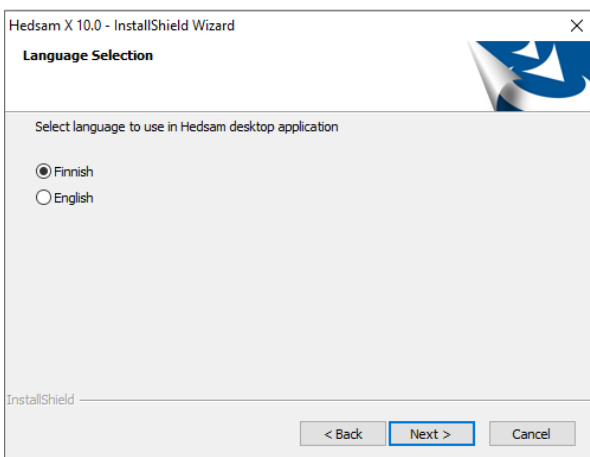 Hedsam X 10.0 - InstallShield Wizard
Language Selection
Select language to use in Hedsam desktop application
Finnish
English
InstallShield
< Back Next > Cancel